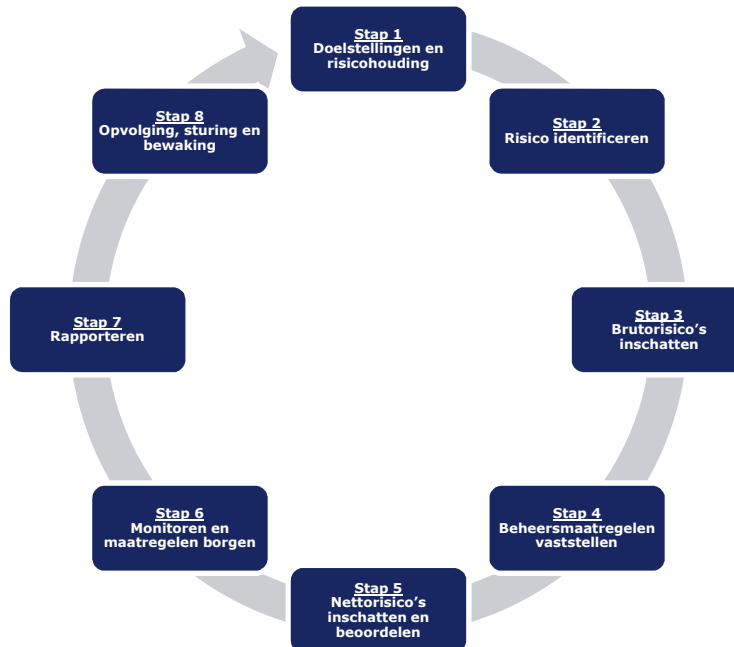 Stap 1
Doelstellingen en
risicohouding
Stap 2
Risico identificeren
Stap 3
Brutorisico’s
inschatten
Stap 4
Beheersmaatregelen
vaststellen
Stap 5
Nettorisico’s
inschatten en
beoordelen
Stap 6
Monitoren en
maatregelen borgen
Stap 7
Rapporteren
Stap 8
Opvolging, sturing en
bewaking